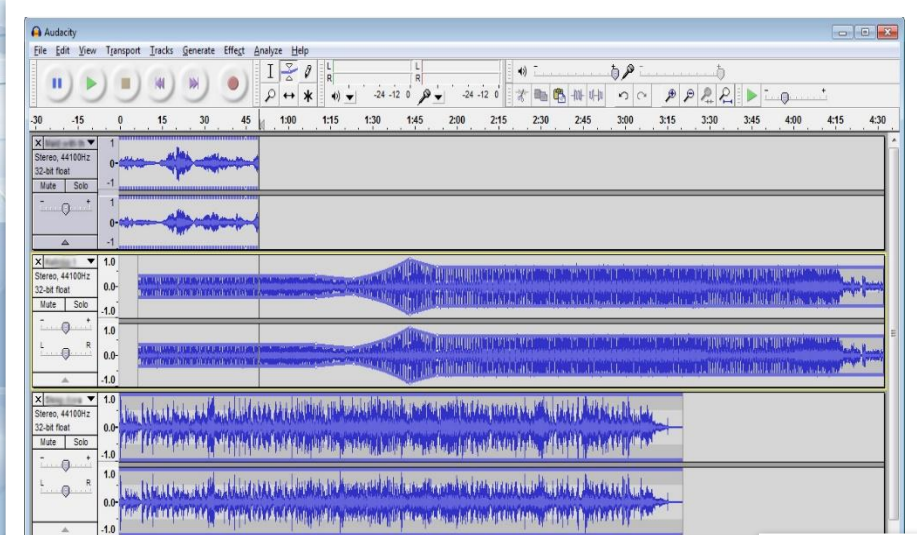 Audacity
File Edit View Transport Tracks Generate Effect Analyze Help
L
R
L
R
-24 -12 0
-24 -12 0
-30 -15 0 15 30 45 1:00 1:15 1:30 1:45 2:00 2:15 2:30 2:45 3:00 3:15 3:30 3:45 4:00 4:15 4:30
X
Stereo, 44100Hz
32-bit float
Mute Solo
- +
1
0-
-1
1
0-
-1
X
Stereo, 44100Hz
32-bit float
Mute Solo
- +
L R
1.0
0.0-
-1.0
1.0
0.0-
-1.0
X
Stereo, 44100Hz
32-bit float
Mute Solo
- +
L R
1.0
0.0-
-1.0
1.0
0.0-
-1.0